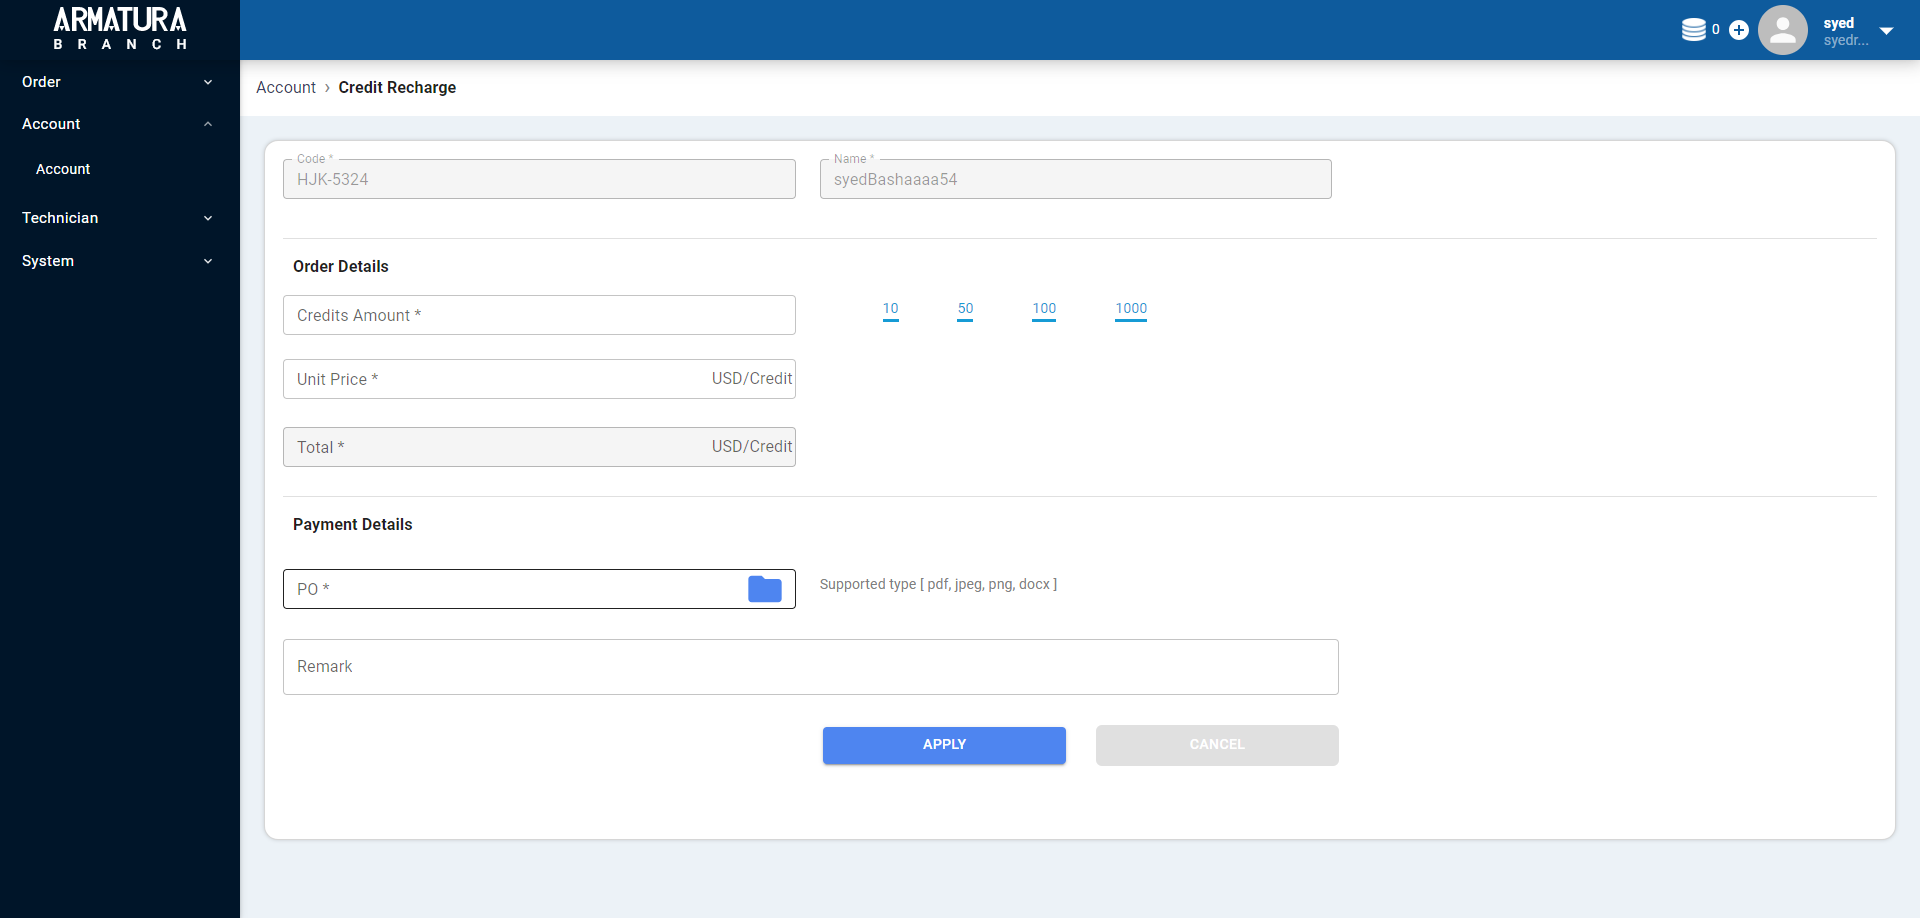 ARMATURA
BRANCH
0
syed
syedr...
Order
Account
Account
Technician
System
Account › Credit Recharge
Code *
HJK-5324
Name *
syedBashaaaa54
Order Details
Credits Amount *
10 50 100 1000
Unit Price * USD/Credit
Total * USD/Credit
Payment Details
PO *
Supported type [ pdf, jpeg, png, docx ]
Remark
APPLY CANCEL